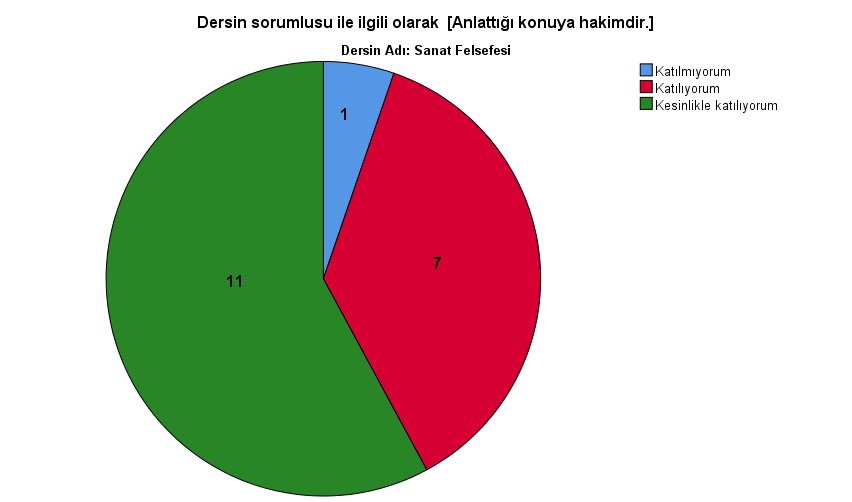 Dersin sorumlusu ile ilgili olarak [Anlattığı konuya hakimdir.]
Dersin Adı: Sanat Felsefesi
Katılmıyorum
Katılıyorum
Kesinlikle katılıyorum
1
7
11